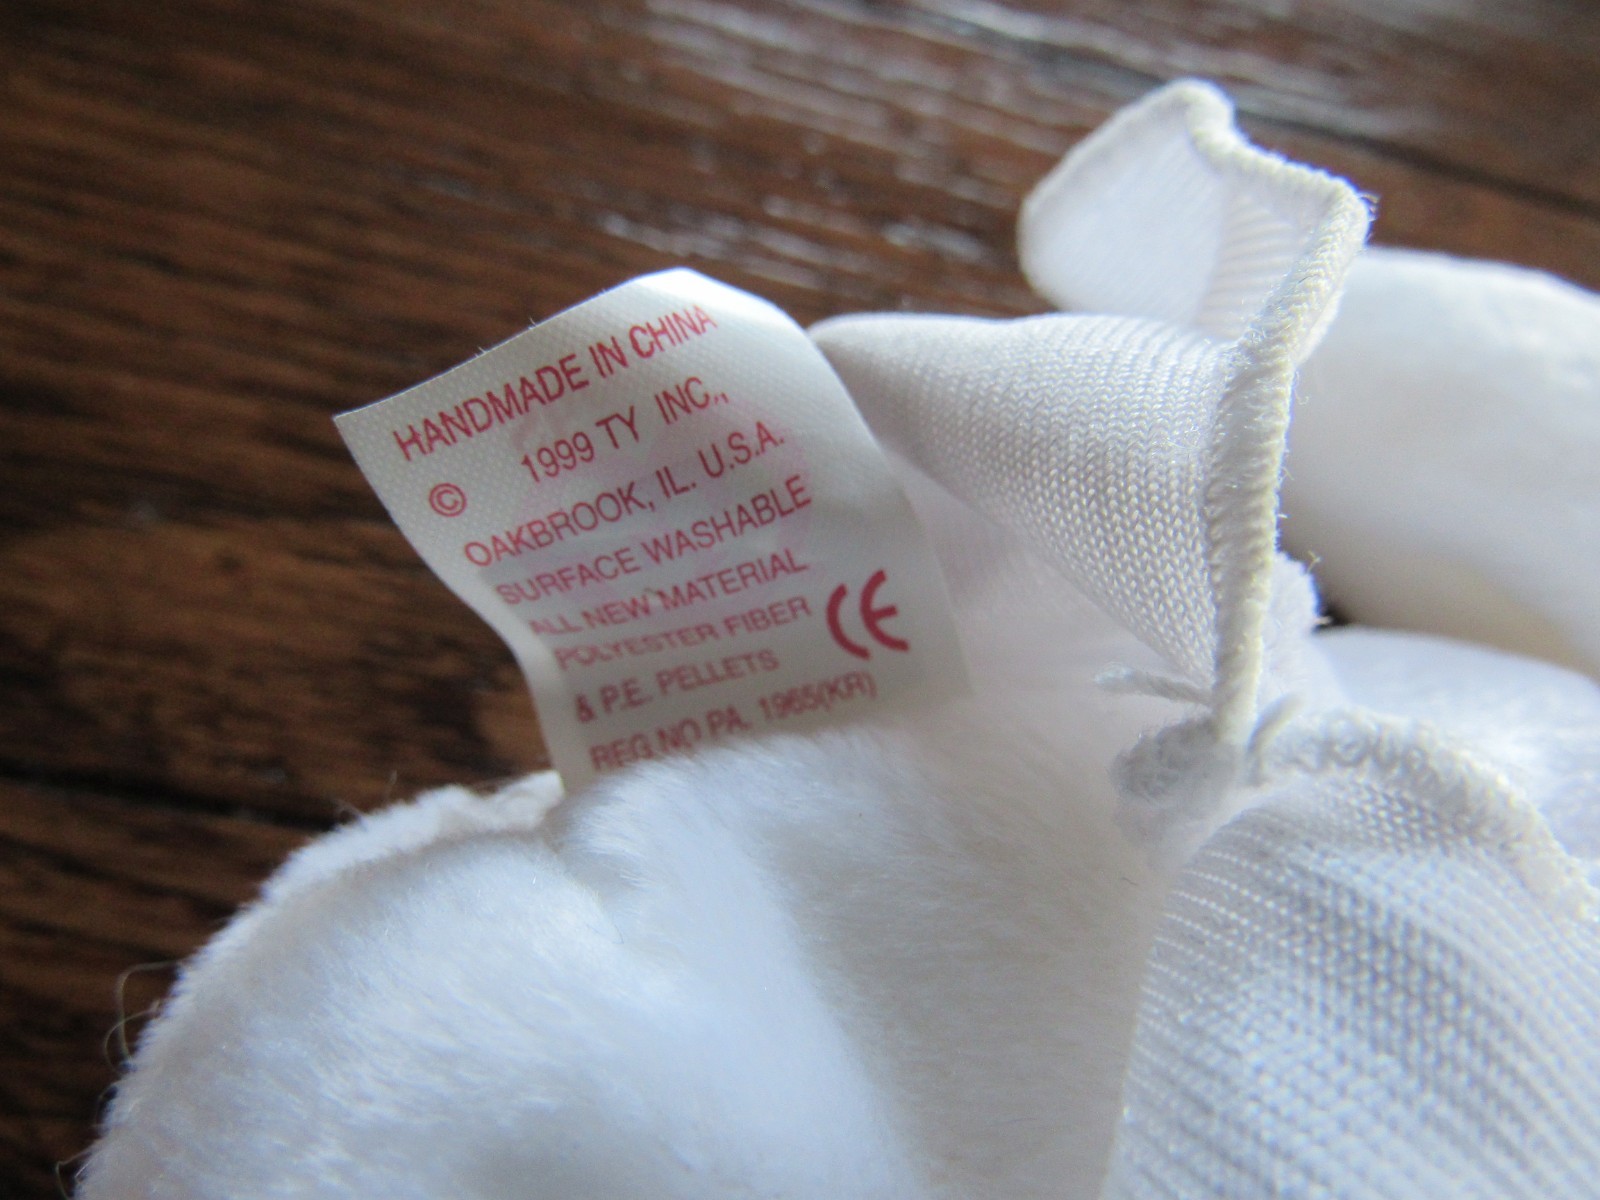 HANDMADE IN CHINA
© 1999 TY INC.,
OAKBROOK, IL. U.S.A.
SURFACE WASHABLE
ALL NEW MATERIAL
POLYESTER FIBER
& P.E. PELLETS CE
REG NO PA. 1965(KR)